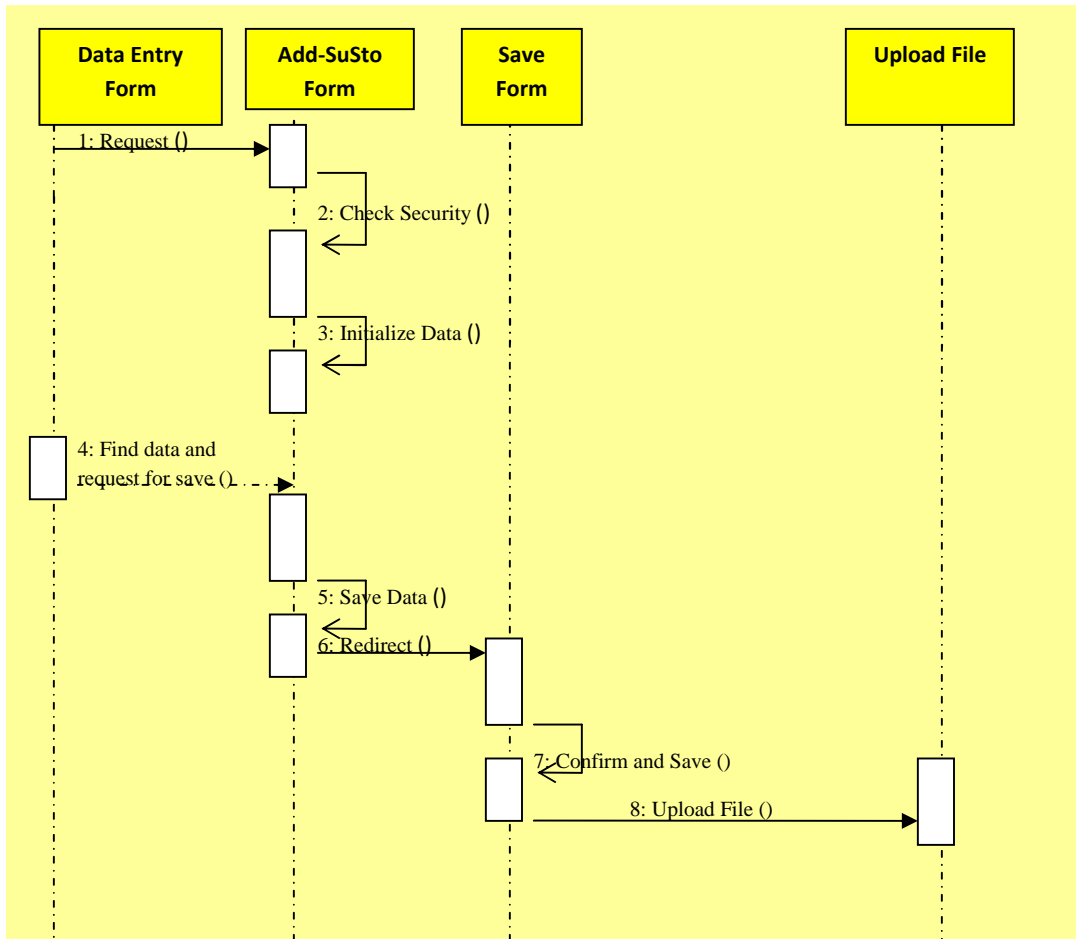 Data Entry
Form
Add-SuSto
Form
Save
Form
Upload File
1: Request ()
2: Check Security ()
3: Initialize Data ()
4: Find data and
request for save ()
5: Save Data ()
6: Redirect ()
7: Confirm and Save ()
8: Upload File ()